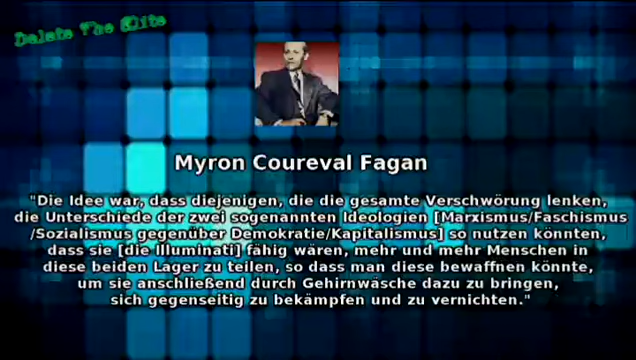 Delete The Elite
Myron Coureval Fagan
"Die Idee war, dass diejenigen, die die gesamte Verschwörung lenken,
die Unterschiede der zwei sogenannten Ideologien [Marxismus/Faschismus
/Sozialismus gegenüber Demokratie/Kapitalismus] so nutzen könnten,
dass sie [die Illuminati] fähig wären, mehr und mehr Menschen in
diese beiden Lager zu teilen, so dass man diese bewaffnen könnte,
um sie anschließend durch Gehirnwäsche dazu zu bringen,
sich gegenseitig zu bekämpfen und zu vernichten."